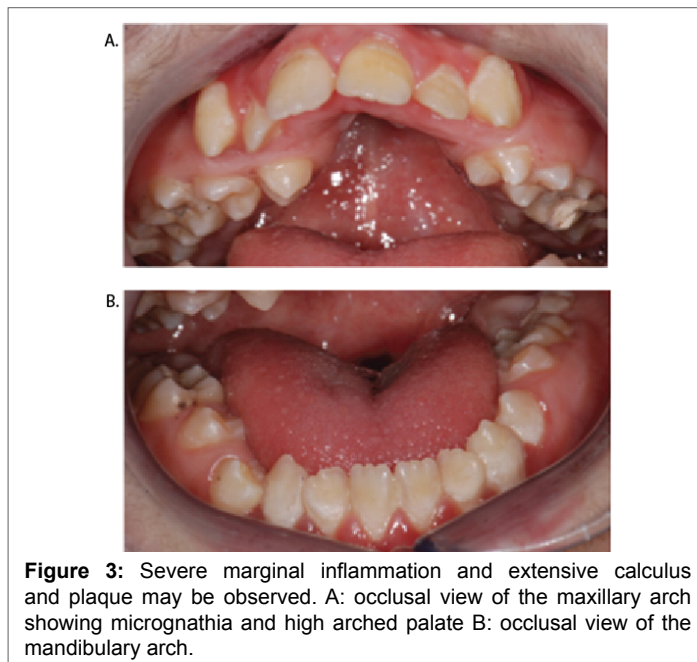 A.
B.
Figure 3: Severe marginal inflammation and extensive calculus
and plaque may be observed. A: occlusal view of the maxillary arch
showing micrognathia and high arched palate B: occlusal view of the
mandibulary arch.